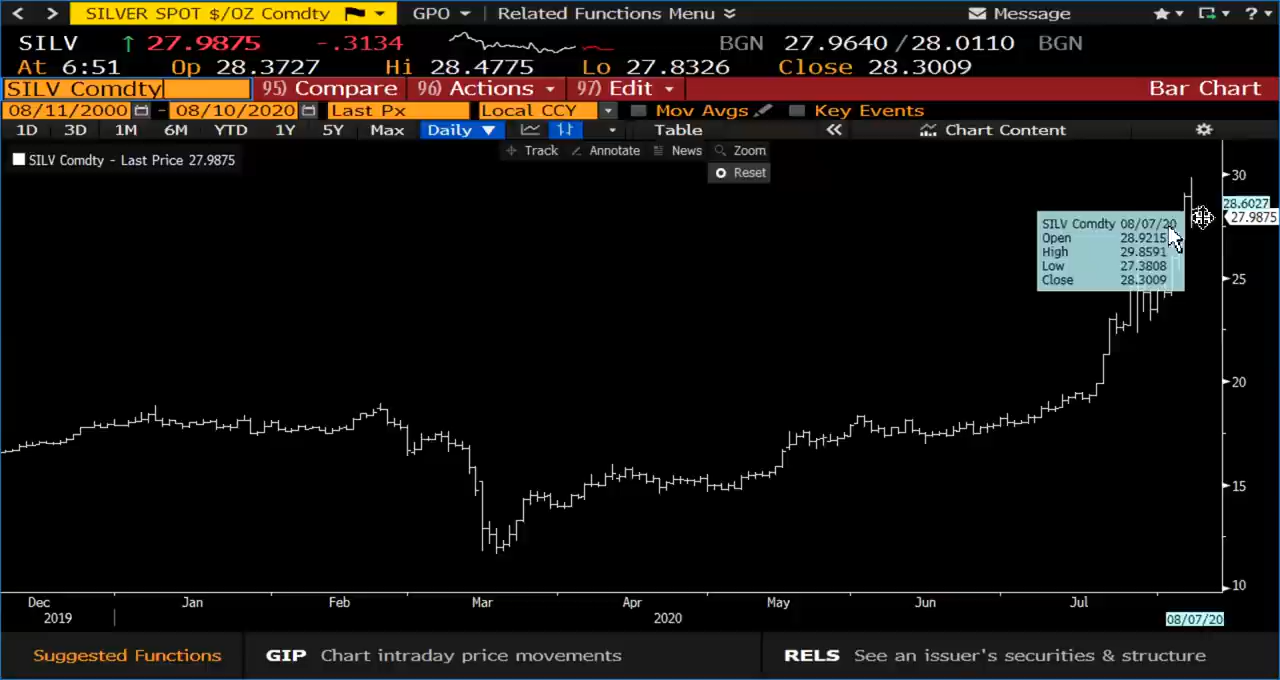 SILVER SPOT $/OZ Comdty GPO Related Functions Menu Message ?
SILV ↑ 27.9875 -.3134 BGN 27.9640 /28.0110 BGN
At 6:51 Op 28.3727 Hi 28.4775 Lo 27.8326 Close 28.3009
SILV Comdty 95) Compare 96) Actions 97) Edit Bar Chart
08/11/2000 - 08/10/2020 Last Px Local CCY Mov Avgs Key Events
1D 3D 1M 6M YTD 1Y 5Y Max Daily ▼ Table « Chart Content
Track Annotate News Zoom
SILV Comdty - Last Price 27.9875
Reset
30
28.6027
27.9875
SILV Comdty 08/07/20
Open 28.9215
High 29.8591
Low 27.3808
Close 28.3009
25
20
15
10
Dec Jan Feb Mar Apr May Jun Jul
2019 2020 08/07/20
Suggested Functions GIP Chart intraday price movements RELS See an issuer's securities & structure